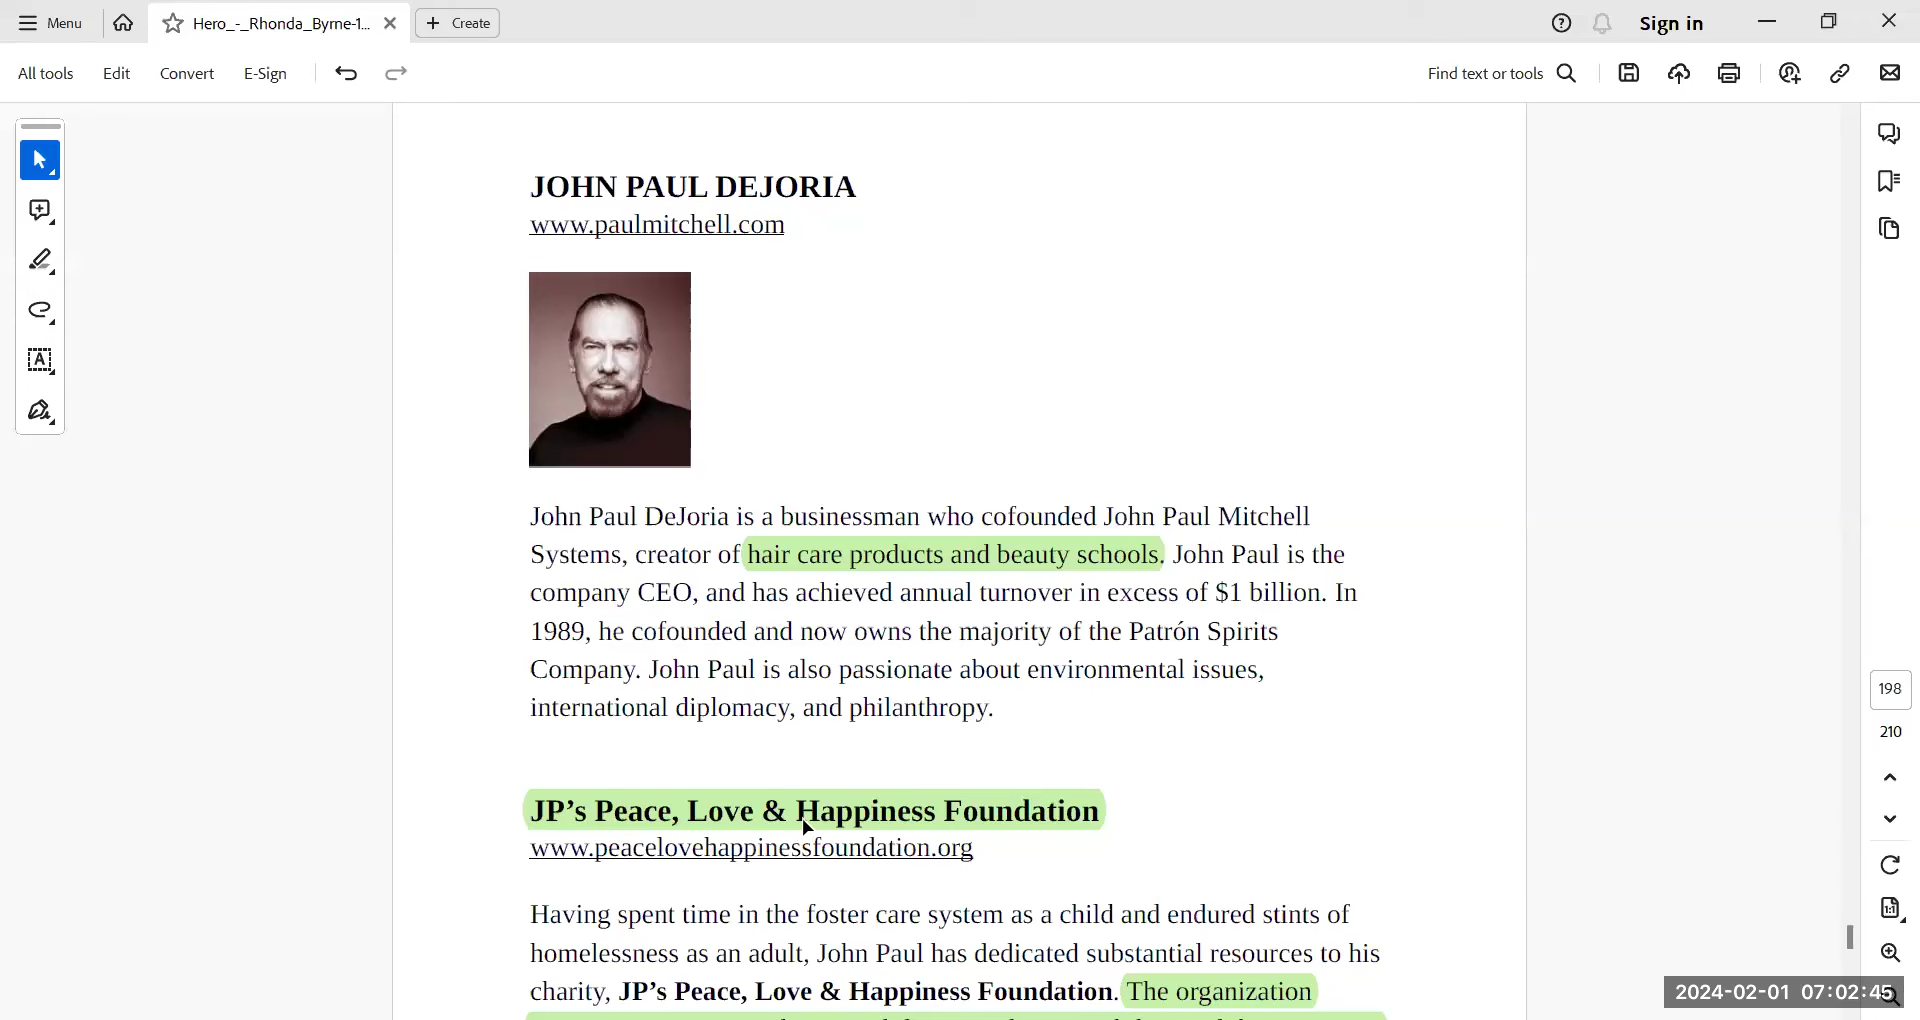 Menu
Hero_-_Rhonda_Byrne-1...
Create
Sign in
All tools
Edit
Convert
E-Sign
Find text or tools
JOHN PAUL DEJORIA
www.paulmitchell.com
John Paul DeJoria is a businessman who cofounded John Paul Mitchell
Systems, creator of hair care products and beauty schools. John Paul is the
company CEO, and has achieved annual turnover in excess of $1 billion. In
1989, he cofounded and now owns the majority of the Patrón Spirits
Company. John Paul is also passionate about environmental issues,
international diplomacy, and philanthropy.
JP’s Peace, Love & Happiness Foundation
www.peacelovehappinessfoundation.org
Having spent time in the foster care system as a child and endured stints of
homelessness as an adult, John Paul has dedicated substantial resources to his
charity, JP’s Peace, Love & Happiness Foundation. The organization
198
210
2024-02-01 07:02:45